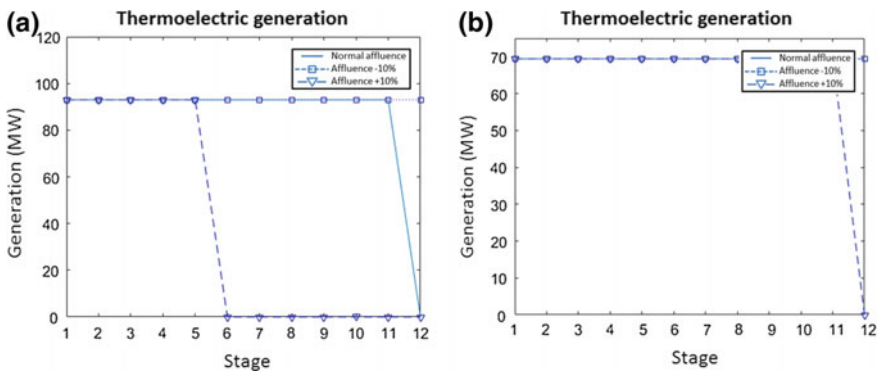 (a)
Thermoelectric generation
120
100
80
60
40
20
0
Generation (MW)
Normal affluence
Affluence -10%
Affluence +10%
1 2 3 4 5 6 7 8 9 10 11 12
Stage
(b)
Thermoelectric generation
70
60
50
40
30
20
10
0
Generation (MW)
Normal affluence
Affluence -10%
Affluence +10%
1 2 3 4 5 6 7 8 9 10 11 12
Stage